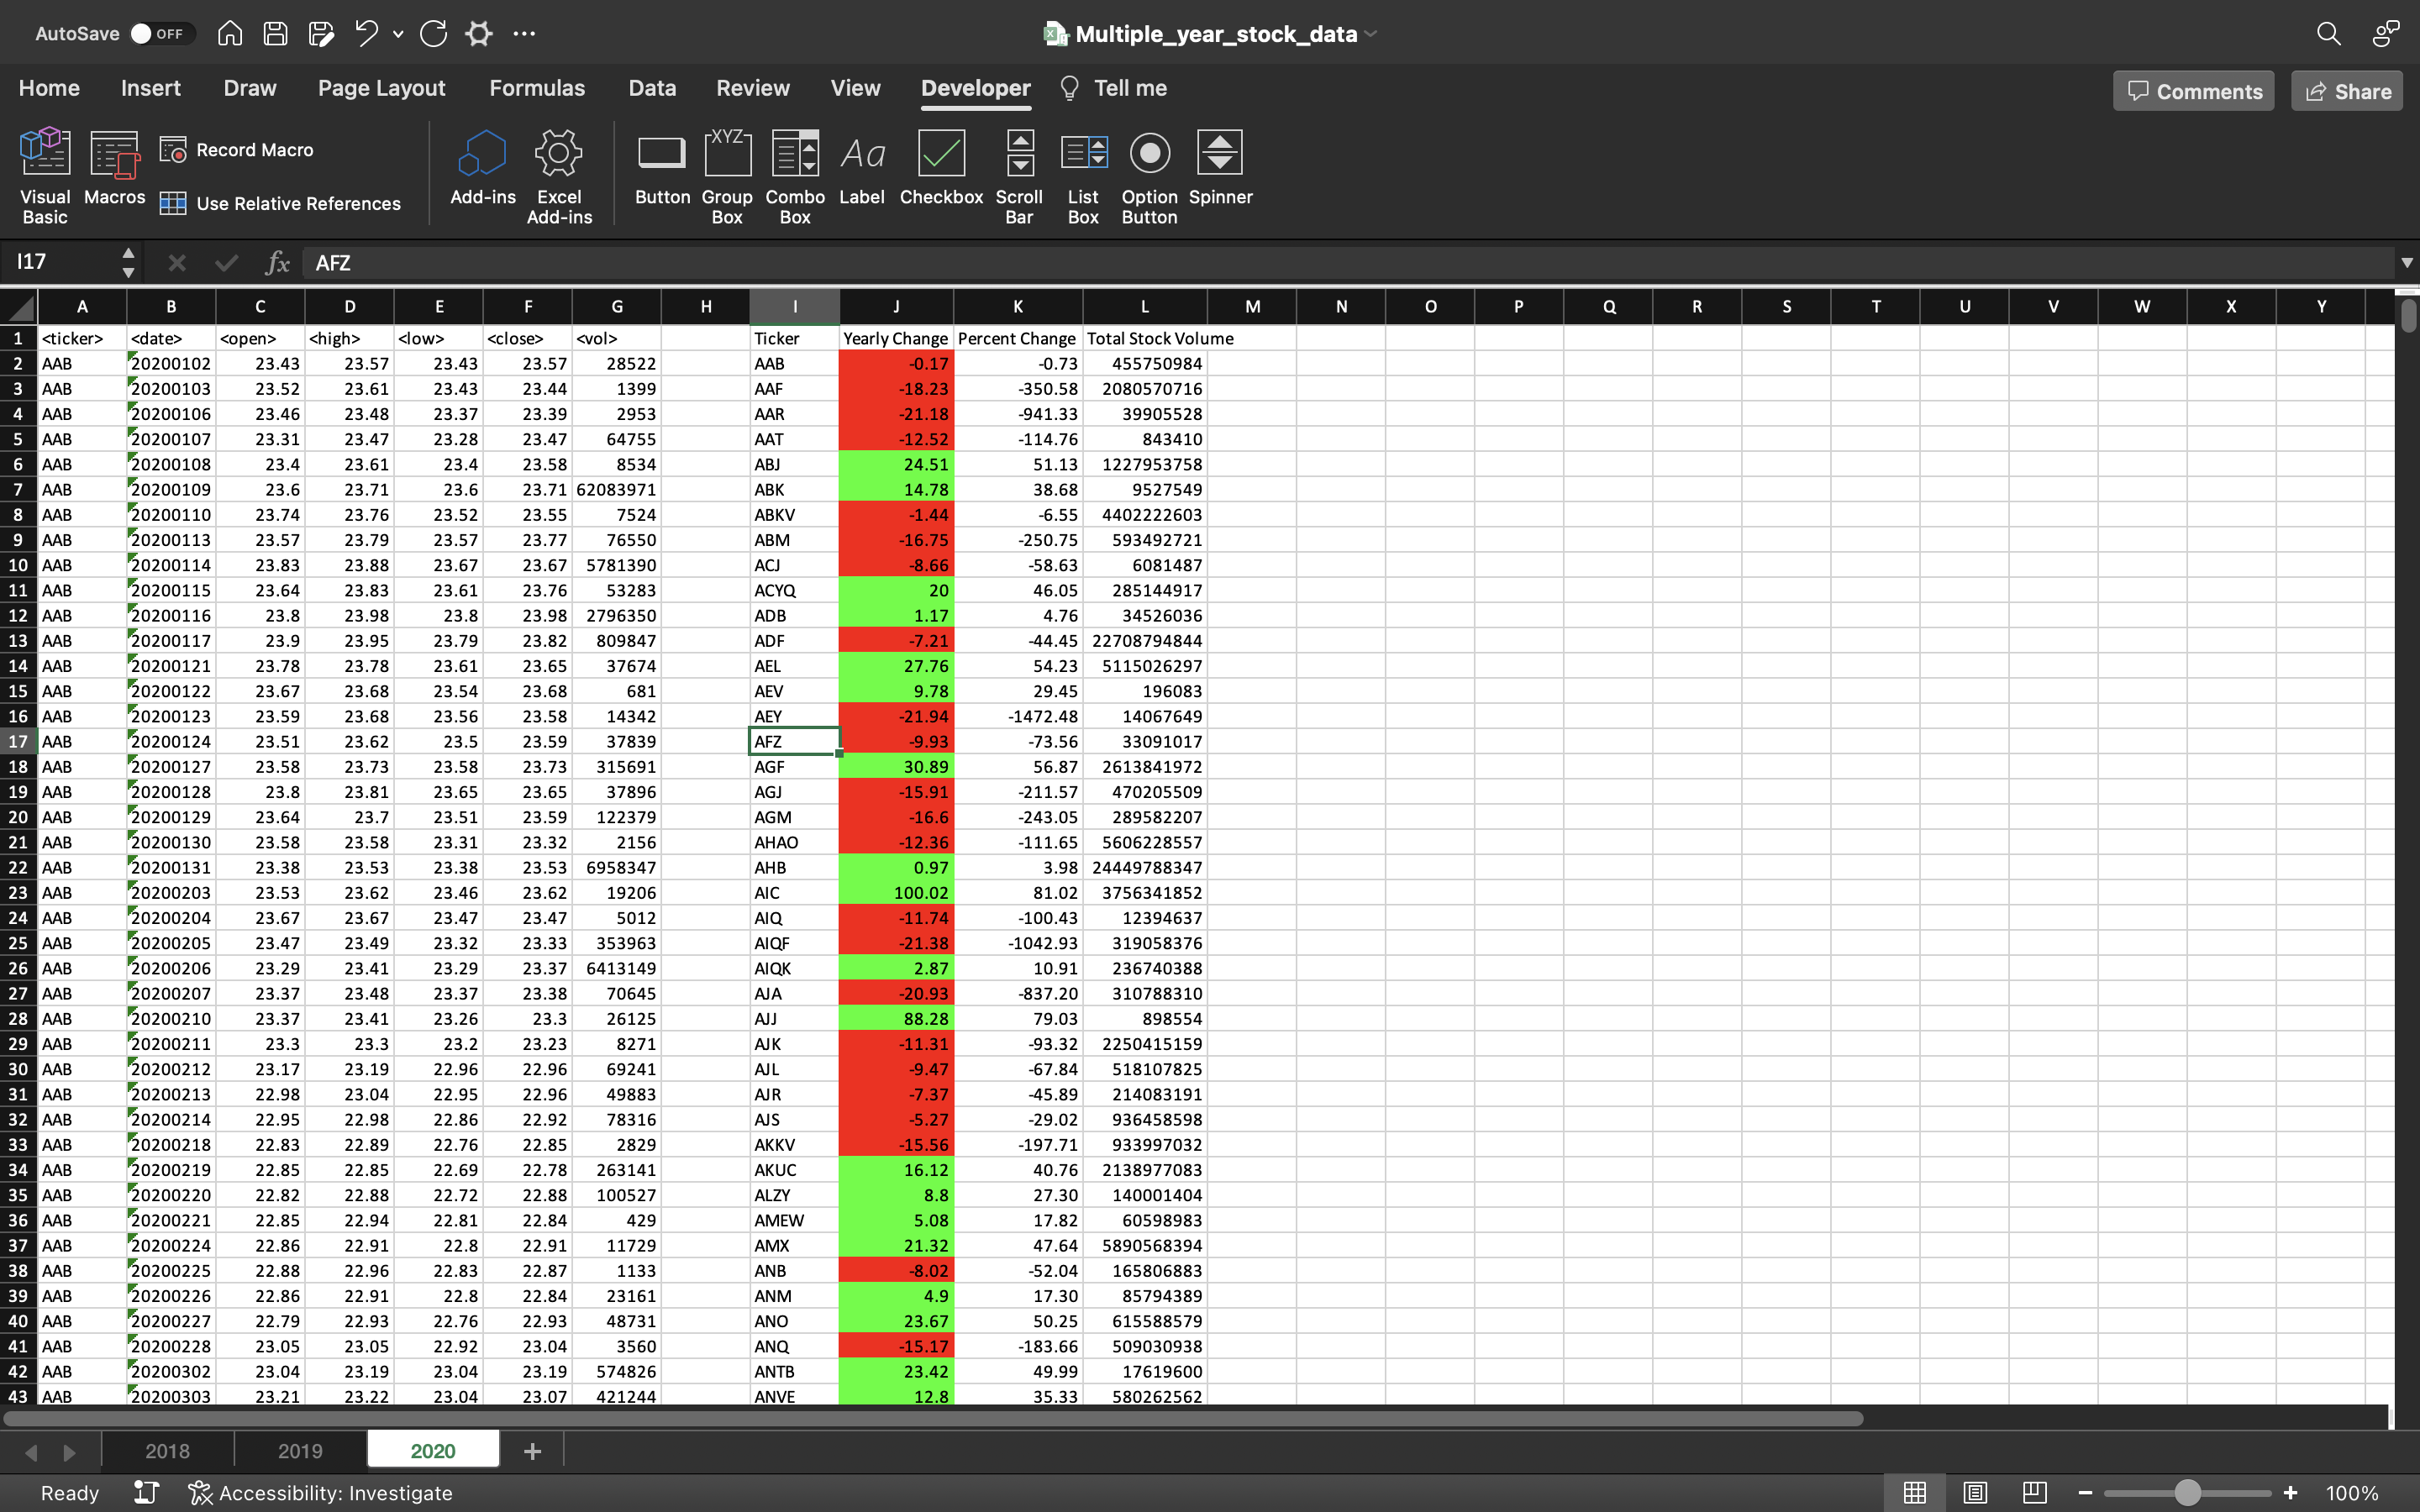 AutoSave OFF Multiple_year_stock_data
Home Insert Draw Page Layout Formulas Data Review View Developer Tell me Comments Share
Visual Basic Macros Record Macro Use Relative References Add-ins Excel Add-ins Button Group Box Combo Box Label Checkbox Scroll Bar List Box Option Button Spinner
XYZ Aa
I17 fx AFZ
A B C D E F G H I J K L M N O P Q R S T U V W X Y
1 <ticker> <date> <open> <high> <low> <close> <vol> Ticker Yearly Change Percent Change Total Stock Volume
2 AAB 20200102 23.43 23.57 23.43 23.57 28522 AAB -0.17 -0.73 455750984
3 AAB 20200103 23.52 23.61 23.43 23.44 1399 AAF -18.23 -350.58 2080570716
4 AAB 20200106 23.46 23.48 23.37 23.39 2953 AAR -21.18 -941.33 39905528
5 AAB 20200107 23.31 23.47 23.28 23.47 64755 AAT -12.52 -114.76 843410
6 AAB 20200108 23.4 23.61 23.4 23.58 8534 ABJ 24.51 51.13 1227953758
7 AAB 20200109 23.6 23.71 23.6 23.71 62083971 ABK 14.78 38.68 9527549
8 AAB 20200110 23.74 23.76 23.52 23.55 7524 ABKV -1.44 -6.55 4402222603
9 AAB 20200113 23.57 23.79 23.57 23.77 76550 ABM -16.75 -250.75 593492721
10 AAB 20200114 23.83 23.88 23.67 23.67 5781390 ACJ -8.66 -58.63 6081487
11 AAB 20200115 23.64 23.83 23.61 23.76 53283 ACYQ 20 46.05 285144917
12 AAB 20200116 23.8 23.98 23.8 23.98 2796350 ADB 1.17 4.76 34526036
13 AAB 20200117 23.9 23.95 23.79 23.82 809847 ADF -7.21 -44.45 22708794844
14 AAB 20200121 23.78 23.78 23.61 23.65 37674 AEL 27.76 54.23 5115026297
15 AAB 20200122 23.67 23.68 23.54 23.68 681 AEV 9.78 29.45 196083
16 AAB 20200123 23.59 23.68 23.56 23.58 14342 AEY -21.94 -1472.48 14067649
17 AAB 20200124 23.51 23.62 23.5 23.59 37839 AFZ -9.93 -73.56 33091017
18 AAB 20200127 23.58 23.73 23.58 23.73 315691 AGF 30.89 56.87 2613841972
19 AAB 20200128 23.8 23.81 23.65 23.65 37896 AGJ -15.91 -211.57 470205509
20 AAB 20200129 23.64 23.7 23.51 23.59 122379 AGM -16.6 -243.05 289582207
21 AAB 20200130 23.58 23.58 23.31 23.32 2156 AHAO -12.36 -111.65 5606228557
22 AAB 20200131 23.38 23.53 23.38 23.53 6958347 AHB 0.97 3.98 24449788347
23 AAB 20200203 23.53 23.62 23.46 23.62 19206 AIC 100.02 81.02 3756341852
24 AAB 20200204 23.67 23.67 23.47 23.47 5012 AIQ -11.74 -100.43 12394637
25 AAB 20200205 23.47 23.49 23.32 23.33 353963 AIQF -21.38 -1042.93 319058376
26 AAB 20200206 23.29 23.41 23.29 23.37 6413149 AIQK 2.87 10.91 236740388
27 AAB 20200207 23.37 23.48 23.37 23.38 70645 AJA -20.93 -837.20 310788310
28 AAB 20200210 23.37 23.41 23.26 23.3 26125 AJJ 88.28 79.03 898554
29 AAB 20200211 23.3 23.3 23.2 23.23 8271 AJK -11.31 -93.32 2250415159
30 AAB 20200212 23.17 23.19 22.96 22.96 69241 AJL -9.47 -67.84 518107825
31 AAB 20200213 22.98 23.04 22.95 22.96 49883 AJR -7.37 -45.89 214083191
32 AAB 20200214 22.95 22.98 22.86 22.92 78316 AJS -5.27 -29.02 936458598
33 AAB 20200218 22.83 22.89 22.76 22.85 2829 AKKV -15.56 -197.71 933997032
34 AAB 20200219 22.85 22.85 22.69 22.78 263141 AKUC 16.12 40.76 2138977083
35 AAB 20200220 22.82 22.88 22.72 22.88 100527 ALZY 8.8 27.30 140001404
36 AAB 20200221 22.85 22.94 22.81 22.84 429 AMEW 5.08 17.82 60598983
37 AAB 20200224 22.86 22.91 22.8 22.91 11729 AMX 21.32 47.64 5890568394
38 AAB 20200225 22.88 22.96 22.83 22.87 1133 ANB -8.02 -52.04 165806883
39 AAB 20200226 22.86 22.91 22.8 22.84 23161 ANM 4.9 17.30 85794389
40 AAB 20200227 22.79 22.93 22.76 22.93 48731 ANO 23.67 50.25 615588579
41 AAB 20200228 23.05 23.05 22.92 23.04 3560 ANQ -15.17 -183.66 509030938
42 AAB 20200302 23.04 23.19 23.04 23.19 574826 ANTB 23.42 49.99 17619600
43 AAB 20200303 23.21 23.22 23.04 23.07 421244 ANVE 12.8 35.33 580262562
2018 2019 2020 +
Ready Accessibility: Investigate 100%